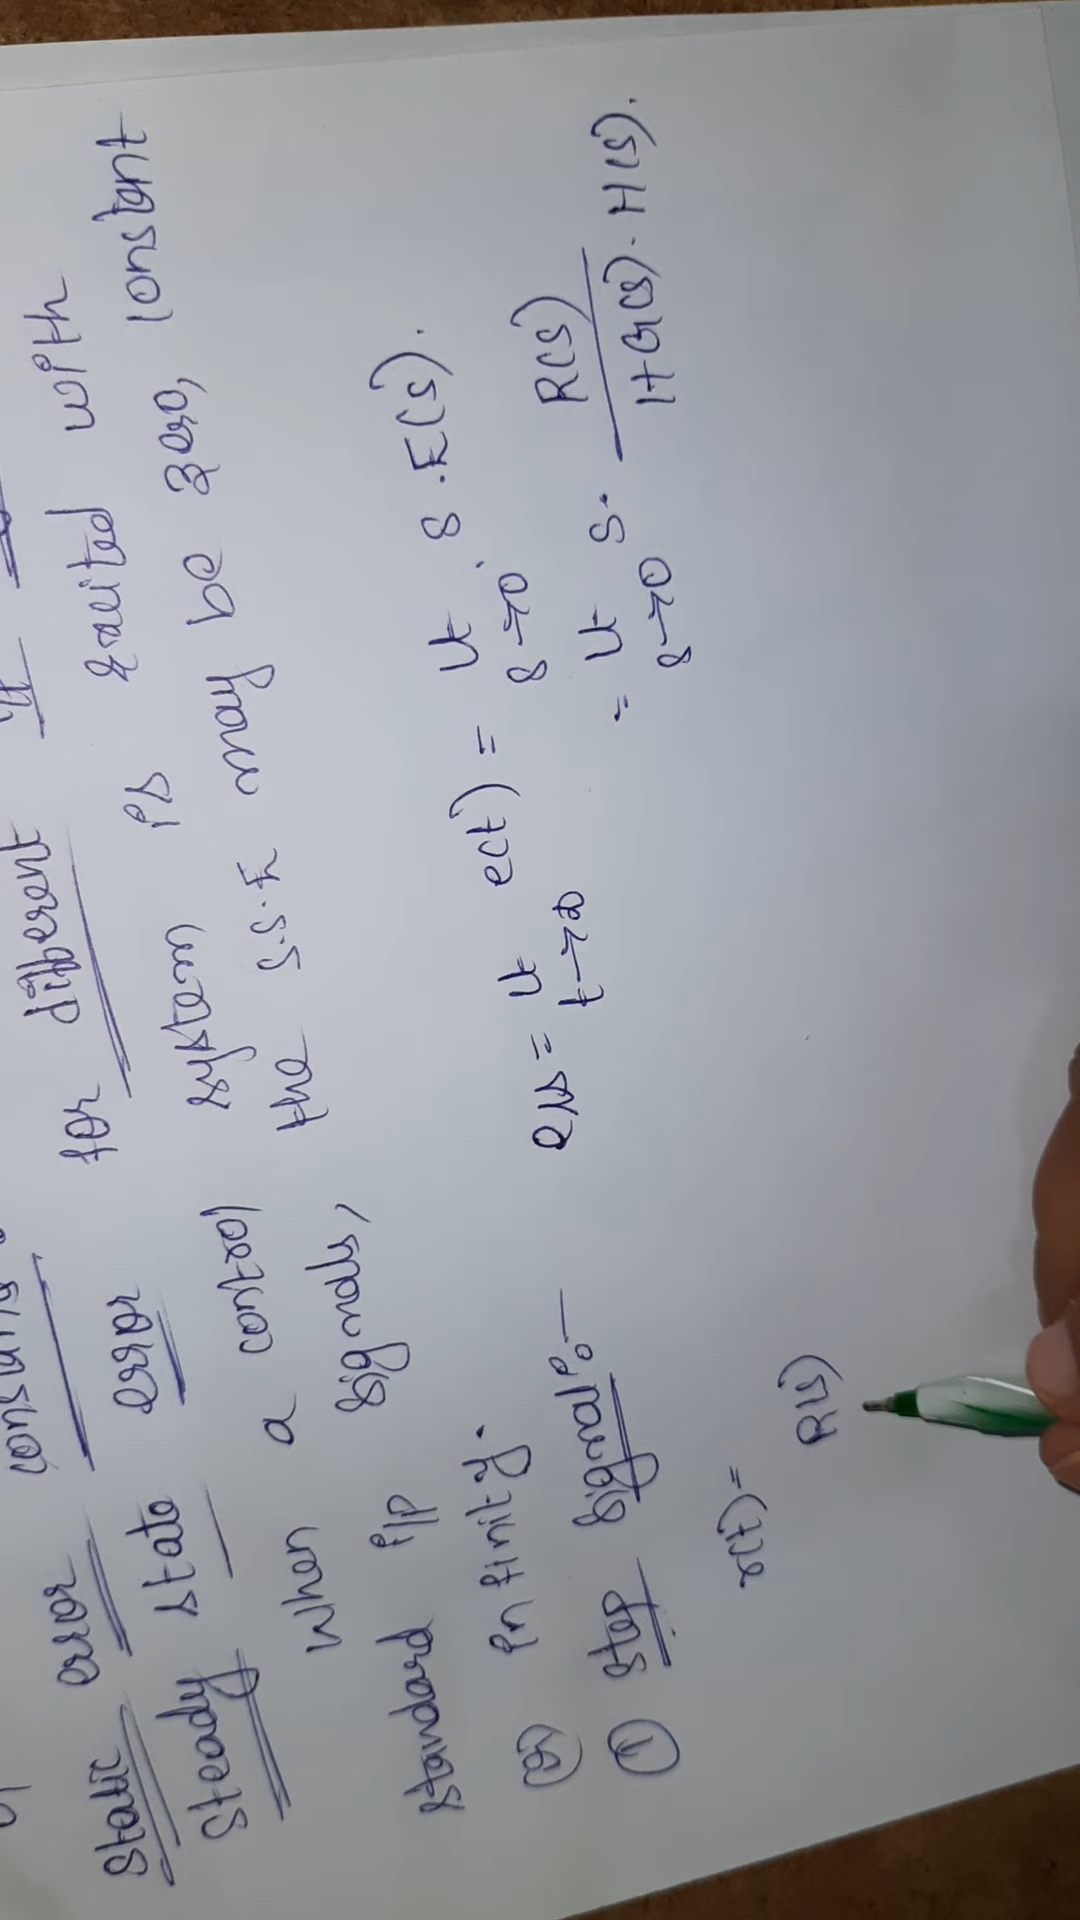 static error constants
steady state error for different i/p
When a control system is excited with
standard i/p signals, the S.S.E may be zero, constant
(or) infinity.
ess = lt t→∞ e(t) = lt s→0 s.E(s).
① step signal:— = lt s→0 s. R(s) / 1+G(s).H(s).
r(t)=
R(s)